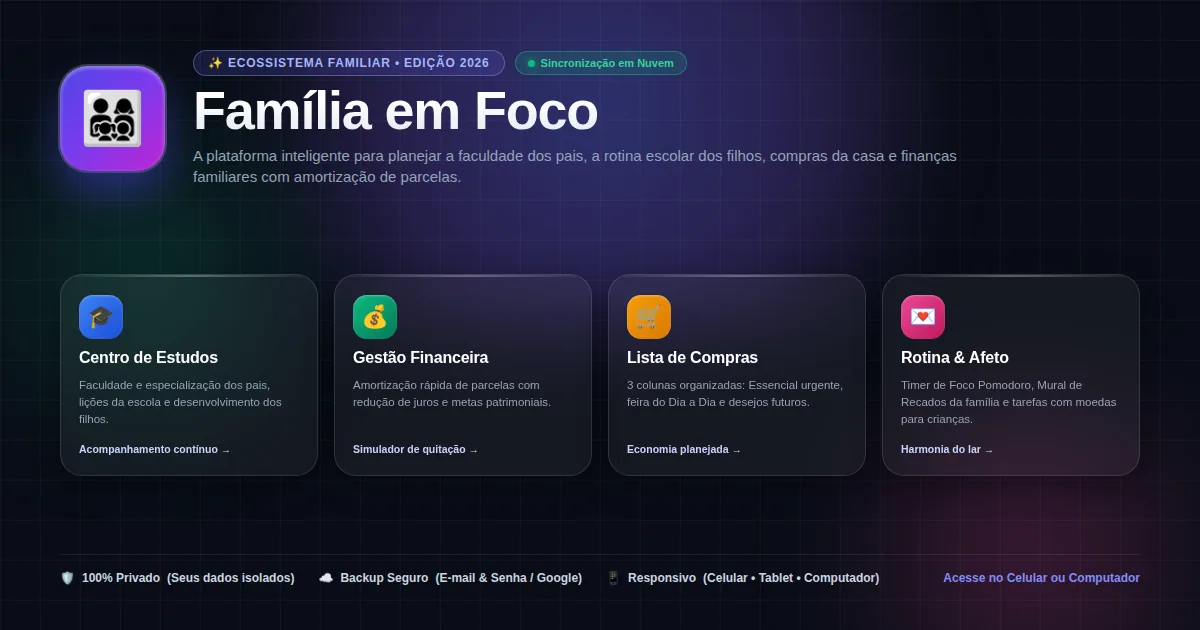 ✨ ECOSSISTEMA FAMILIAR • EDIÇÃO 2026
Sincronização em Nuvem
Família em Foco
A plataforma inteligente para planejar a faculdade dos pais, a rotina escolar dos filhos, compras da casa e finanças
familiares com amortização de parcelas.
Centro de Estudos
Faculdade e especialização dos pais,
lições da escola e desenvolvimento dos
filhos.
Acompanhamento contínuo →
Gestão Financeira
Amortização rápida de parcelas com
redução de juros e metas patrimoniais.
Simulador de quitação →
Lista de Compras
3 colunas organizadas: Essencial urgente,
feira do Dia a Dia e desejos futuros.
Economia planejada →
Rotina & Afeto
Timer de Foco Pomodoro, Mural de
Recados da família e tarefas com moedas
para crianças.
Harmonia do lar →
100% Privado (Seus dados isolados)
Backup Seguro (E-mail & Senha / Google)
Responsivo (Celular • Tablet • Computador)
Acesse no Celular ou Computador